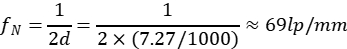 f_N = 1/2d = 1/(2 × (7.27/1000)) ≈ 69lp/mm